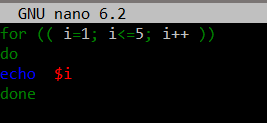 GNU nano 6.2
for (( i=1; i<=5; i++ ))
do
echo  $i
done